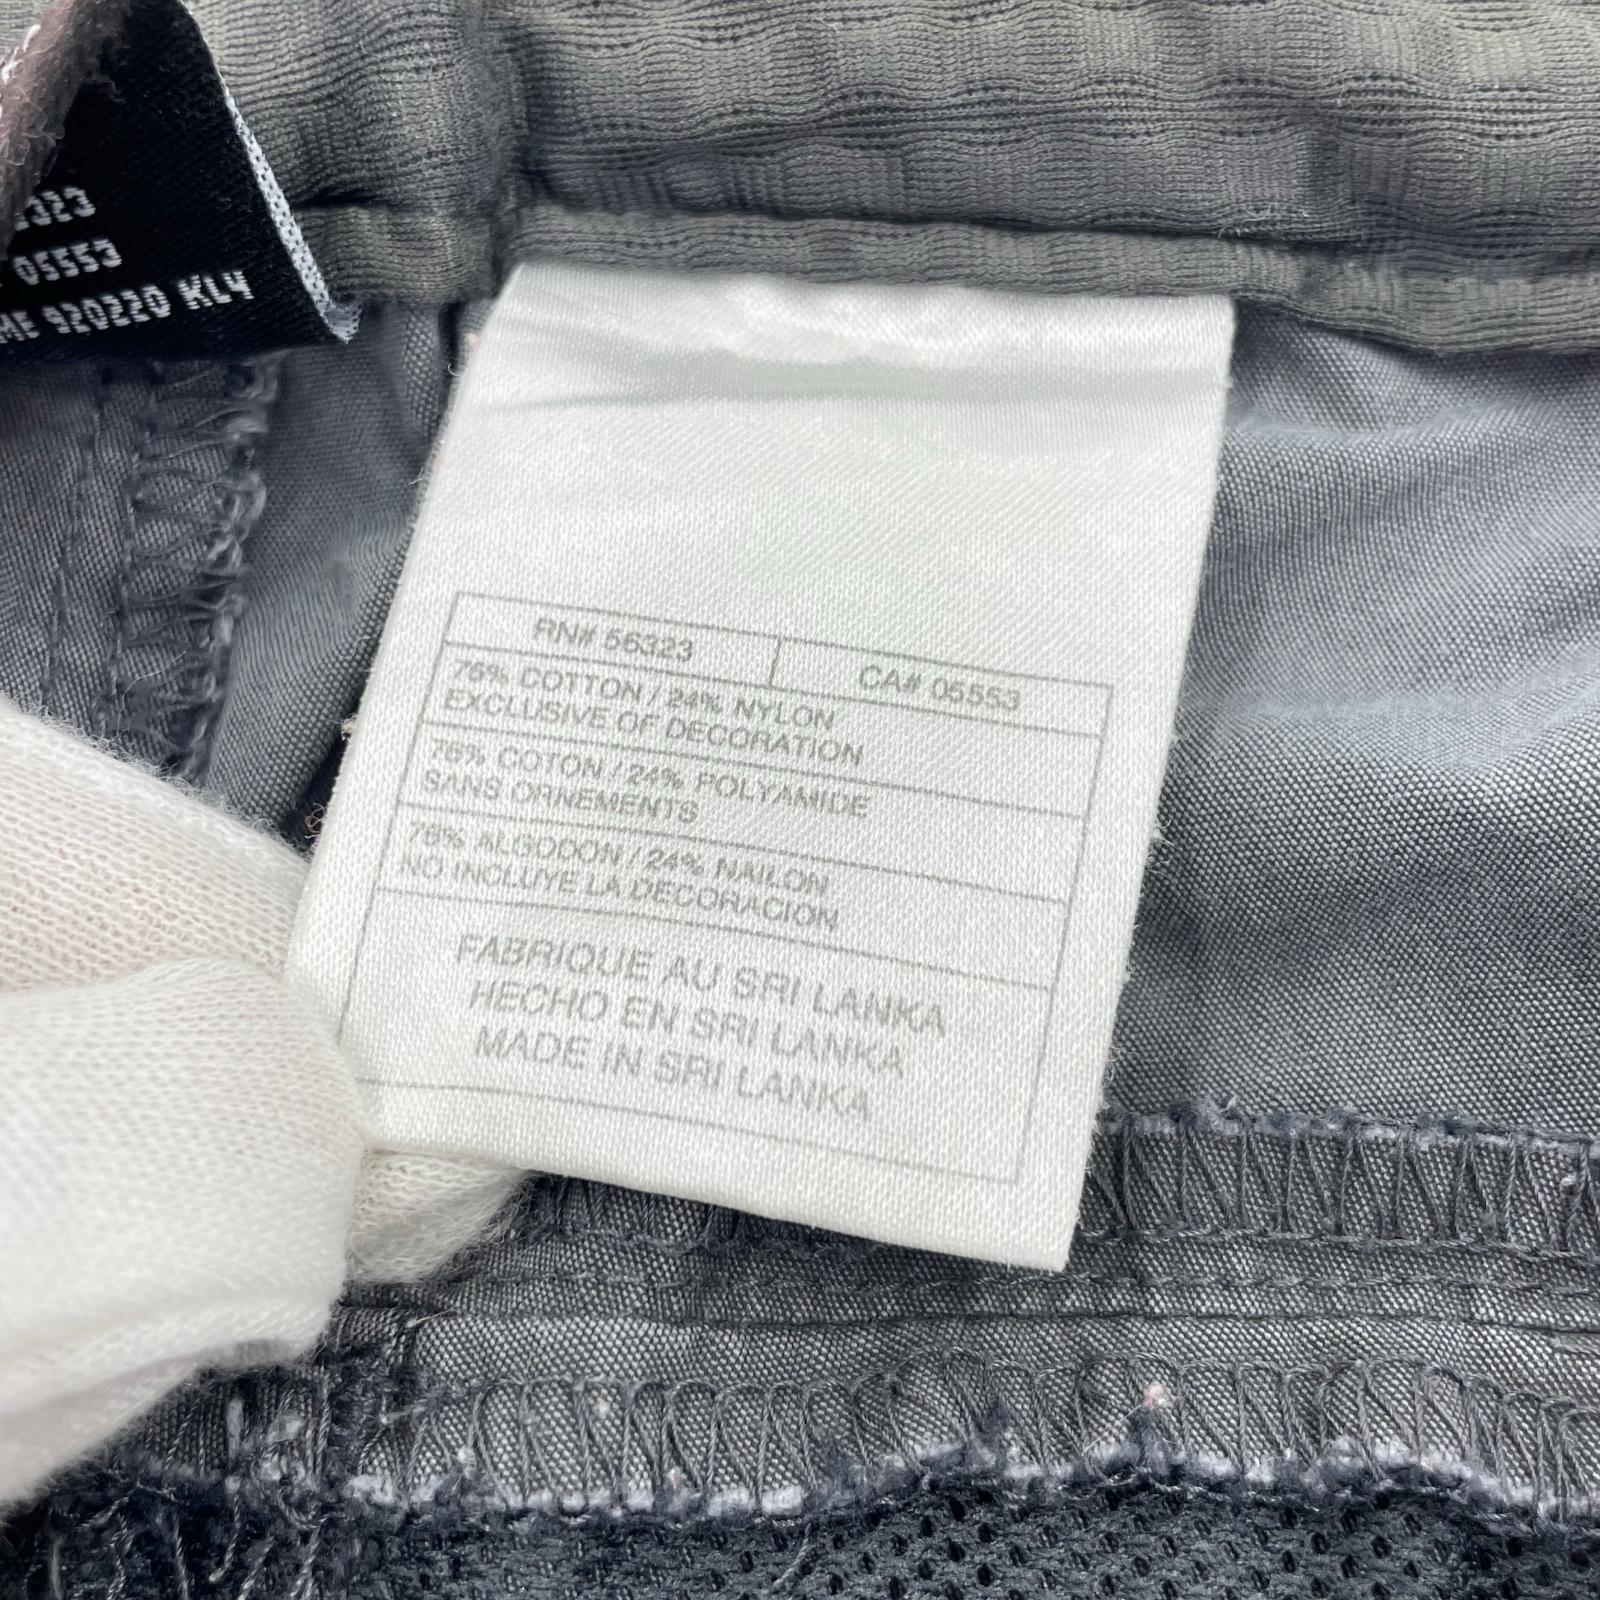 323
05553
920220 KL4
RN# 56323
CA# 05553
76% COTTON / 24% NYLON
EXCLUSIVE OF DECORATION
76% COTON / 24% POLYAMIDE
SANS ORNEMENTS
76% ALGODON / 24% NAILON
NO INCLUYE LA DECORACION
FABRIQUE AU SRI LANKA
HECHO EN SRI LANKA
MADE IN SRI LANKA